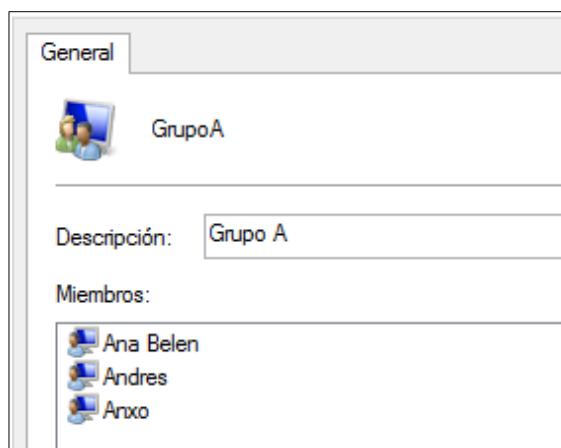 General
GrupoA
Descripción: Grupo A
Miembros:
Ana Belen
Andres
Anxo